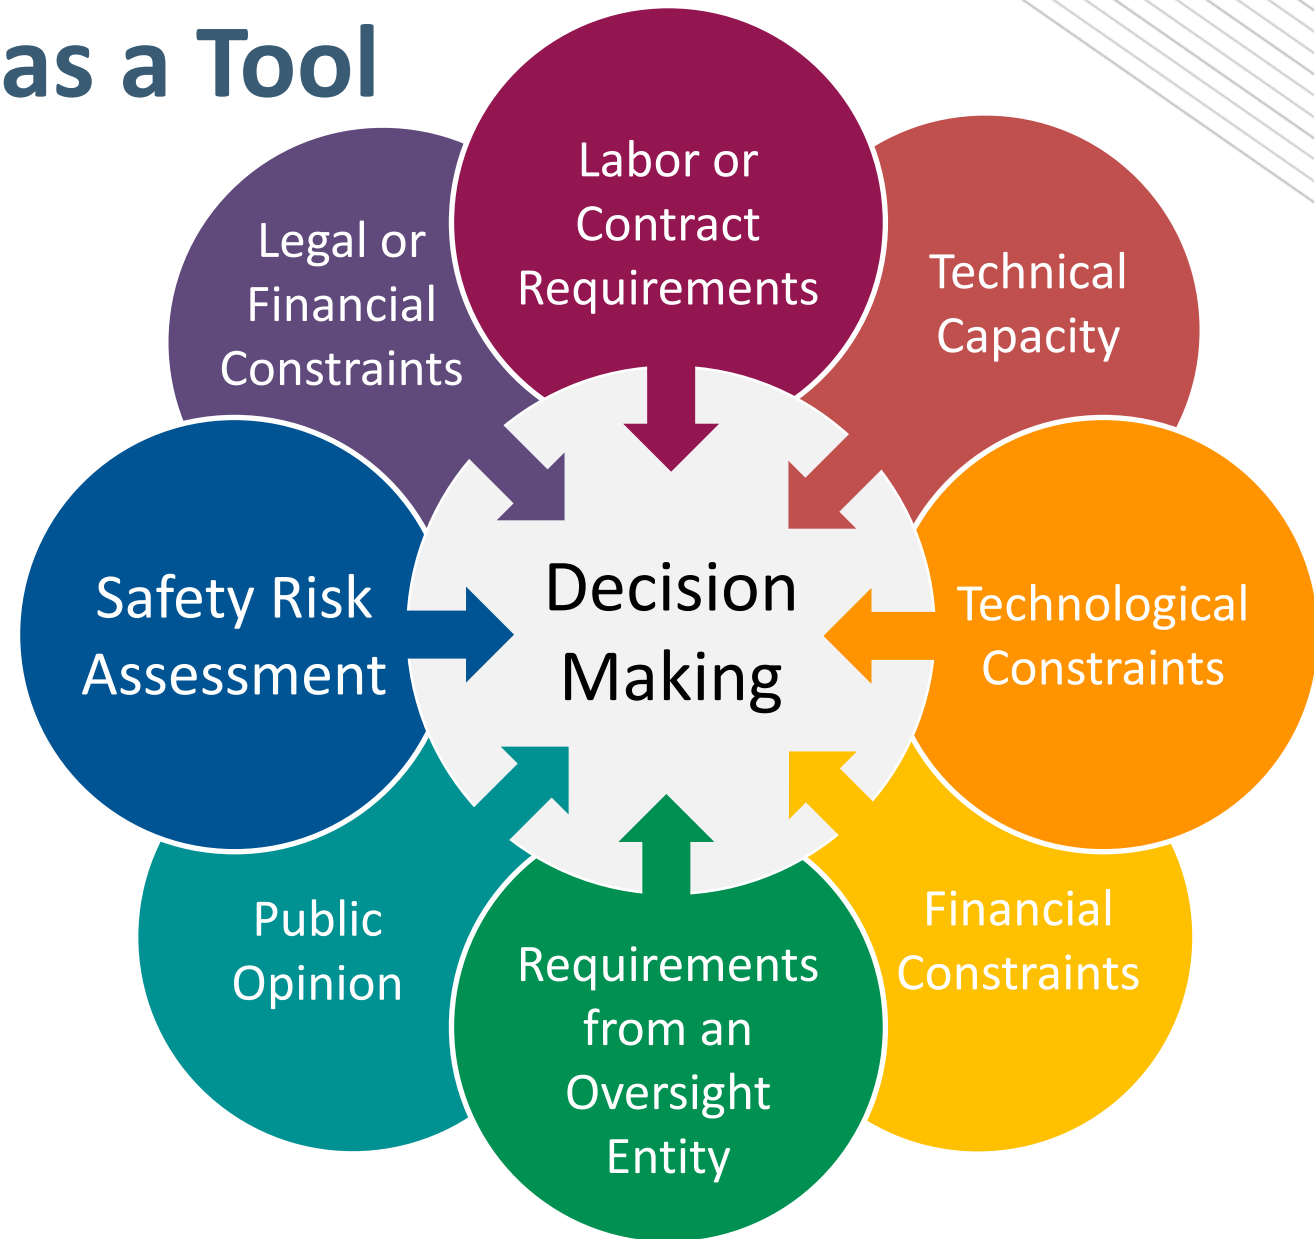 as a Tool
Labor or
Contract
Requirements
Technical
Capacity
Technological
Constraints
Financial
Constraints
Requirements
from an
Oversight
Entity
Public
Opinion
Safety Risk
Assessment
Legal or
Financial
Constraints
Decision
Making